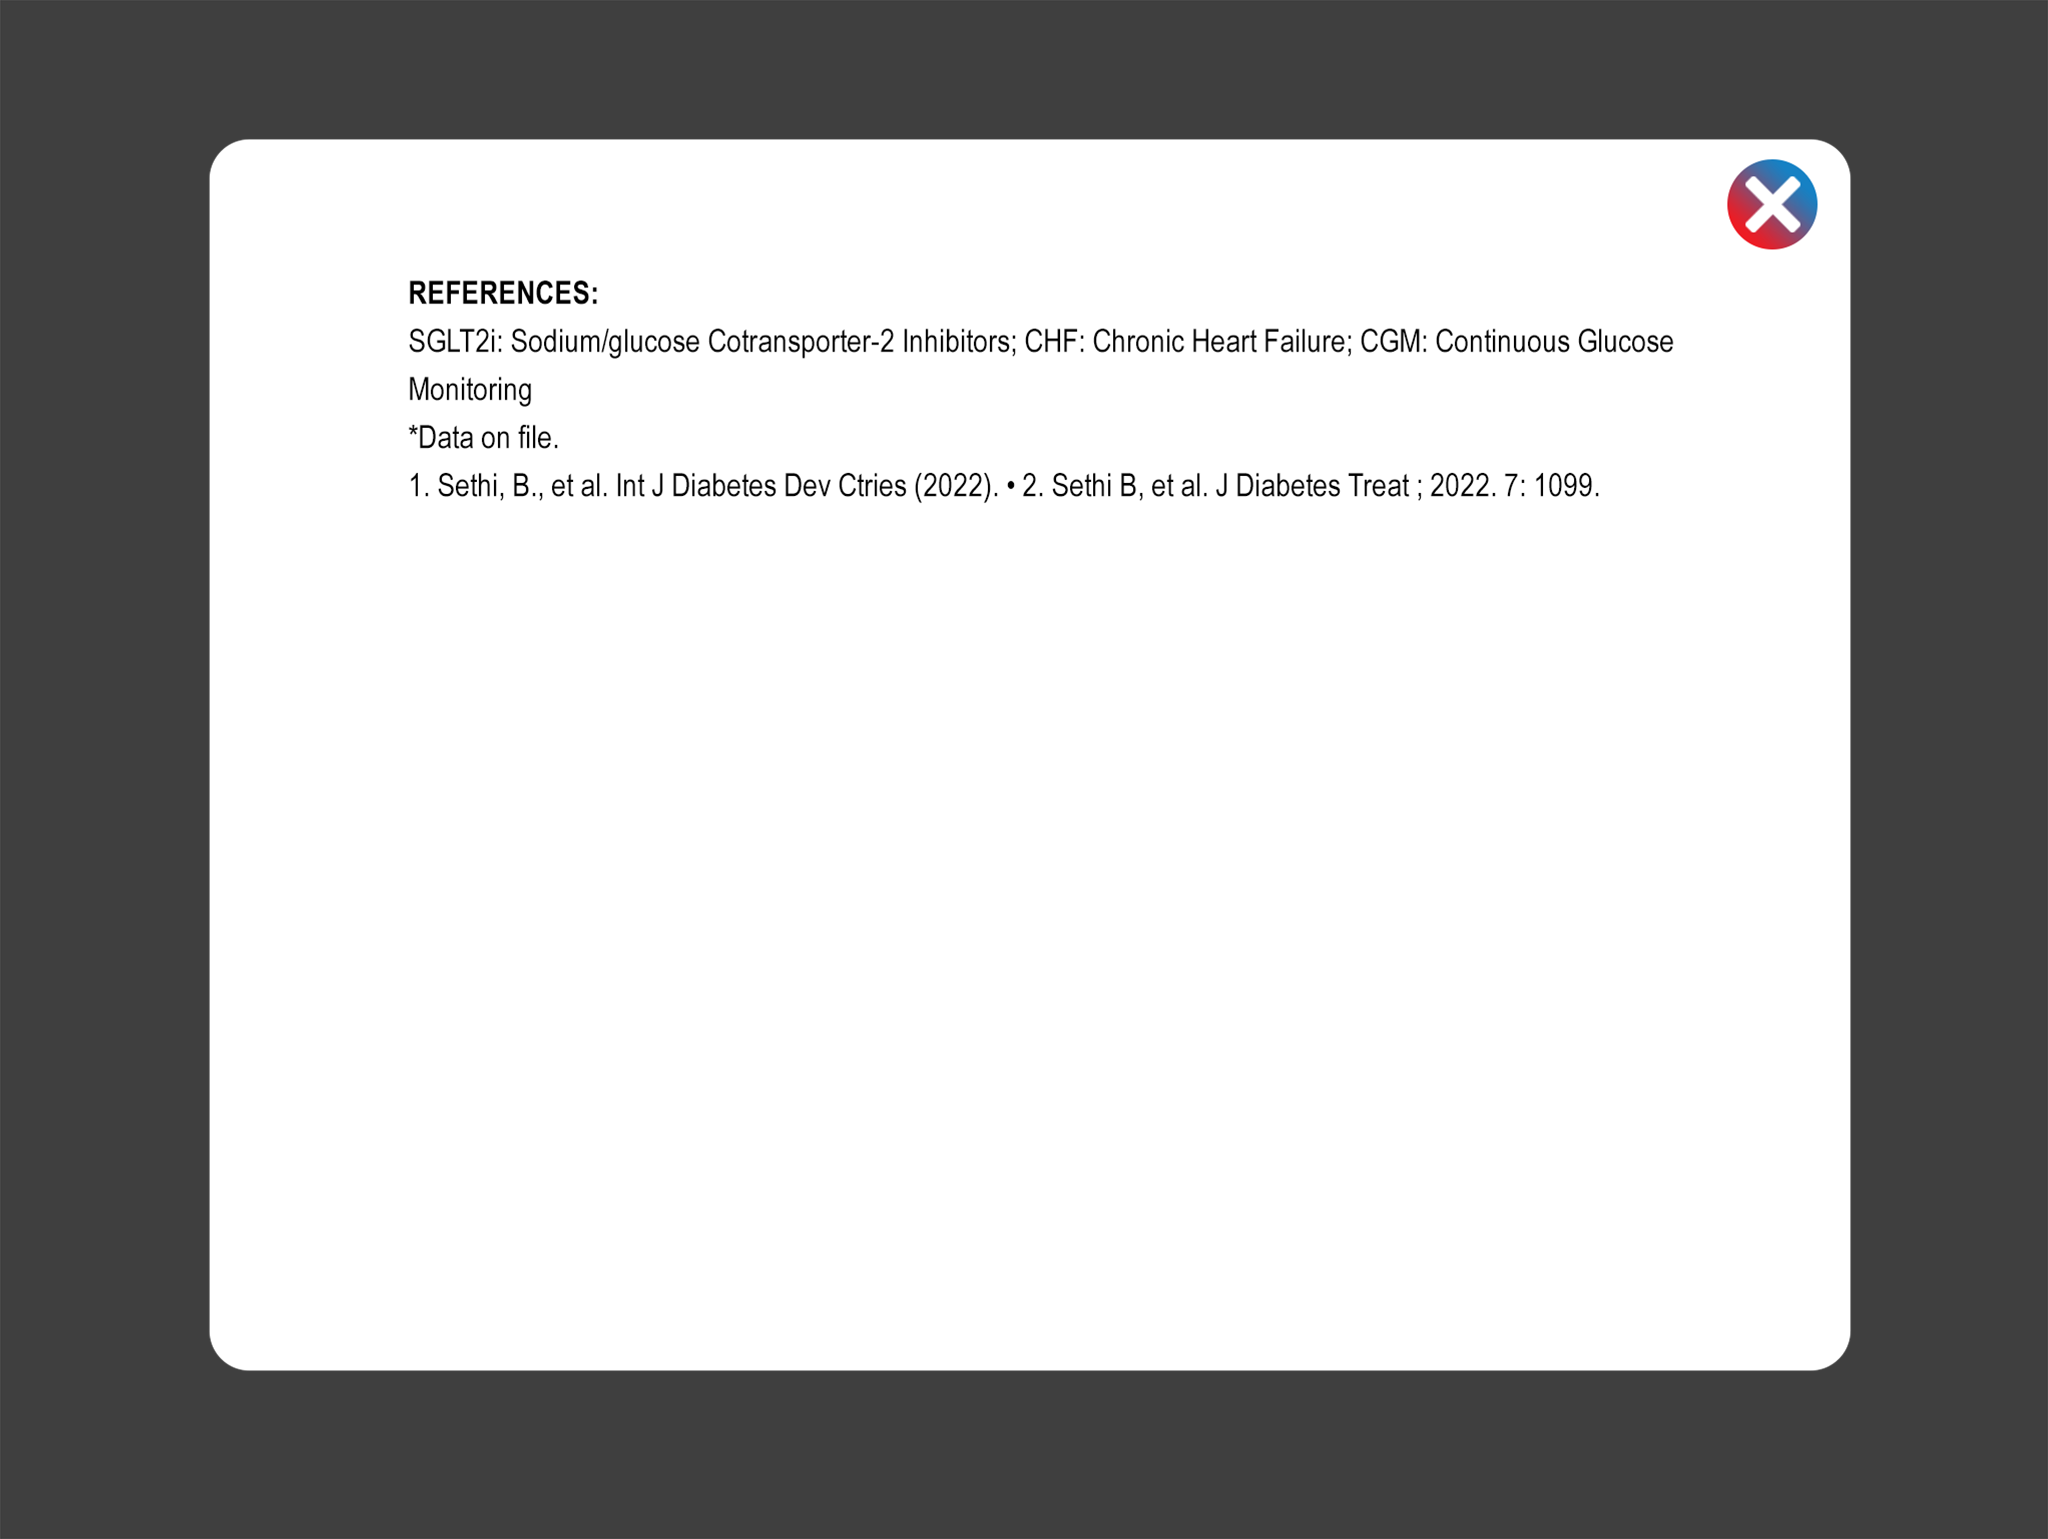 REFERENCES:
SGLT2i: Sodium/glucose Cotransporter-2 Inhibitors; CHF: Chronic Heart Failure; CGM: Continuous Glucose
Monitoring
*Data on file.
1. Sethi, B., et al. Int J Diabetes Dev Ctries (2022). • 2. Sethi B, et al. J Diabetes Treat ; 2022. 7: 1099.